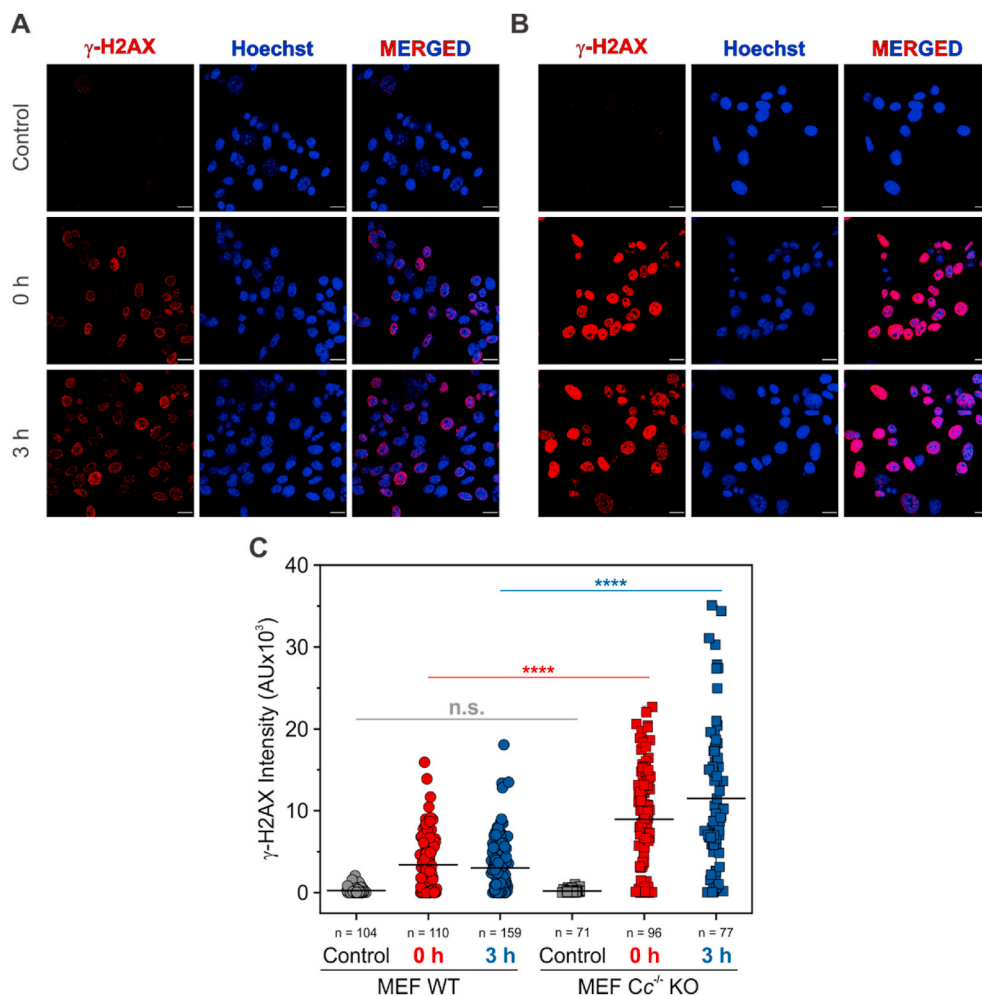 A
γ-H2AX Hoechst MERGED
B
γ-H2AX Hoechst MERGED
Control
0 h
3 h
C
γ-H2AX Intensity (AUx10³)
40
30
20
10
0
****
****
n.s.
n = 104 n = 110 n = 159 n = 71 n = 96 n = 77
Control 0 h 3 h Control 0 h 3 h
MEF WT MEF Cc⁻/⁻ KO